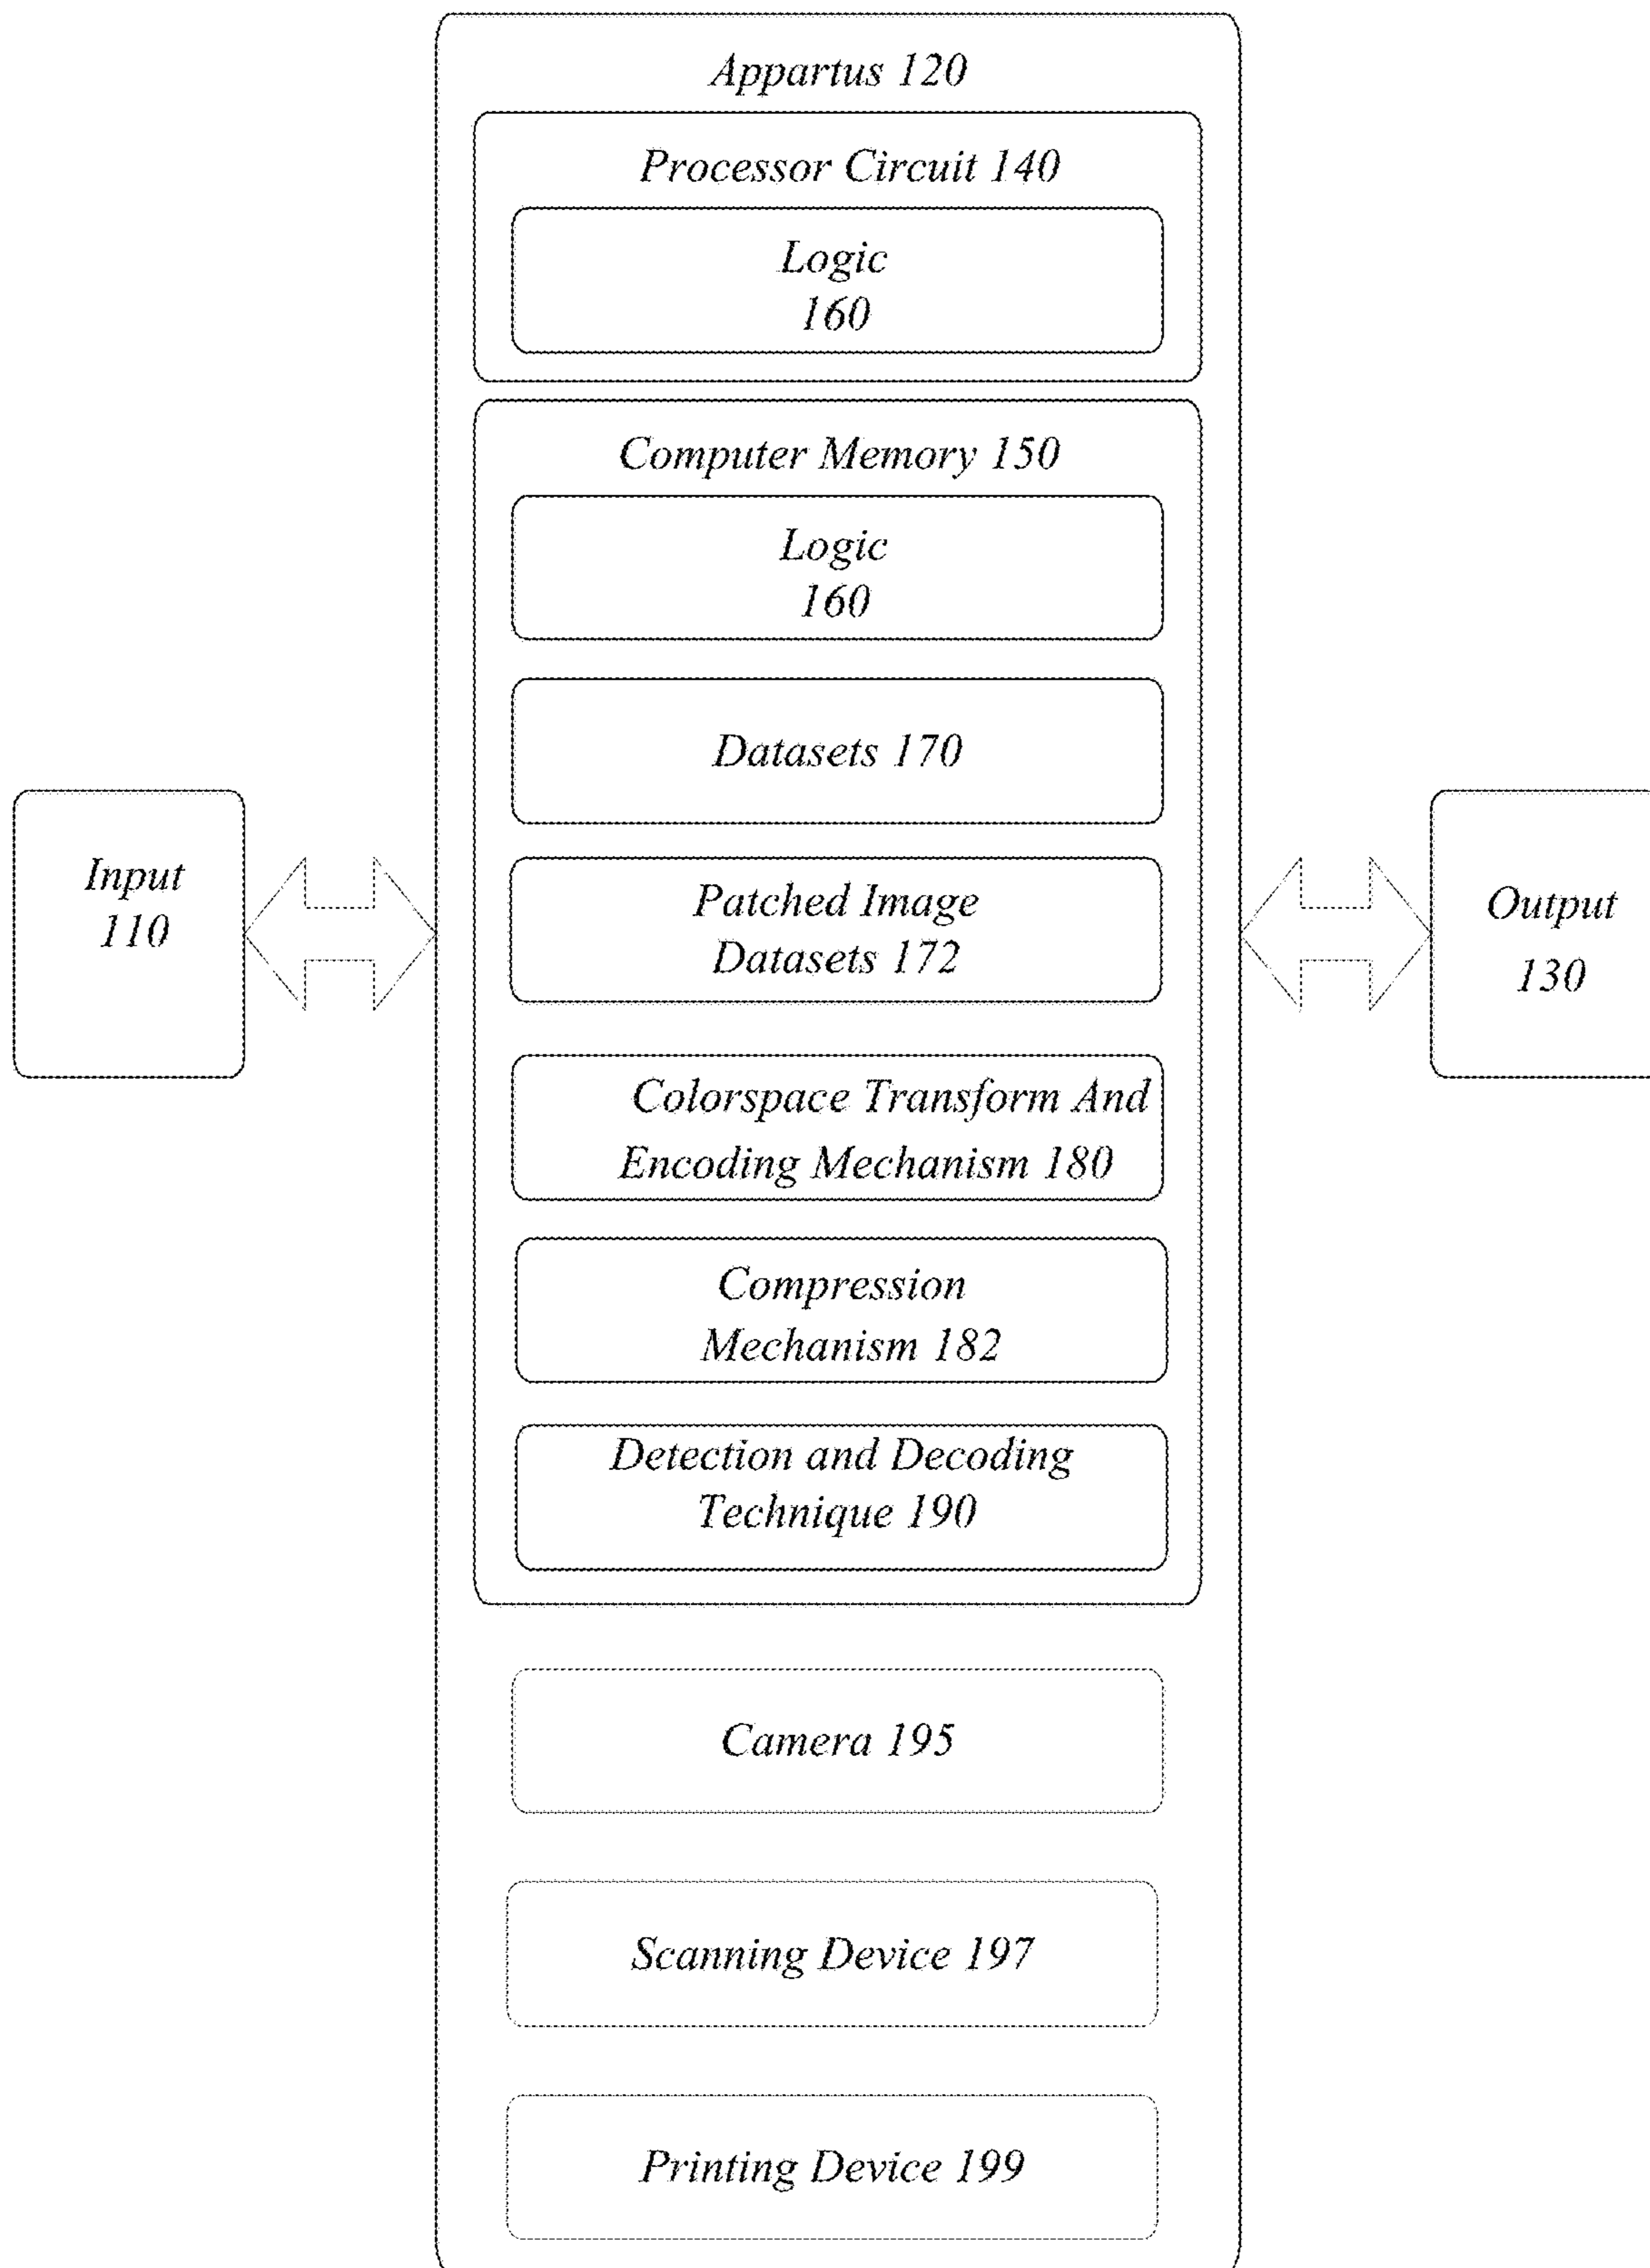 Appartus 120
Processor Circuit 140
Logic
160
Computer Memory 150
Logic
160
Datasets 170
Patched Image
Datasets 172
Colorspace Transform And
Encoding Mechanism 180
Compression
Mechanism 182
Detection and Decoding
Technique 190
Camera 195
Scanning Device 197
Printing Device 199
Input
110
Output
130